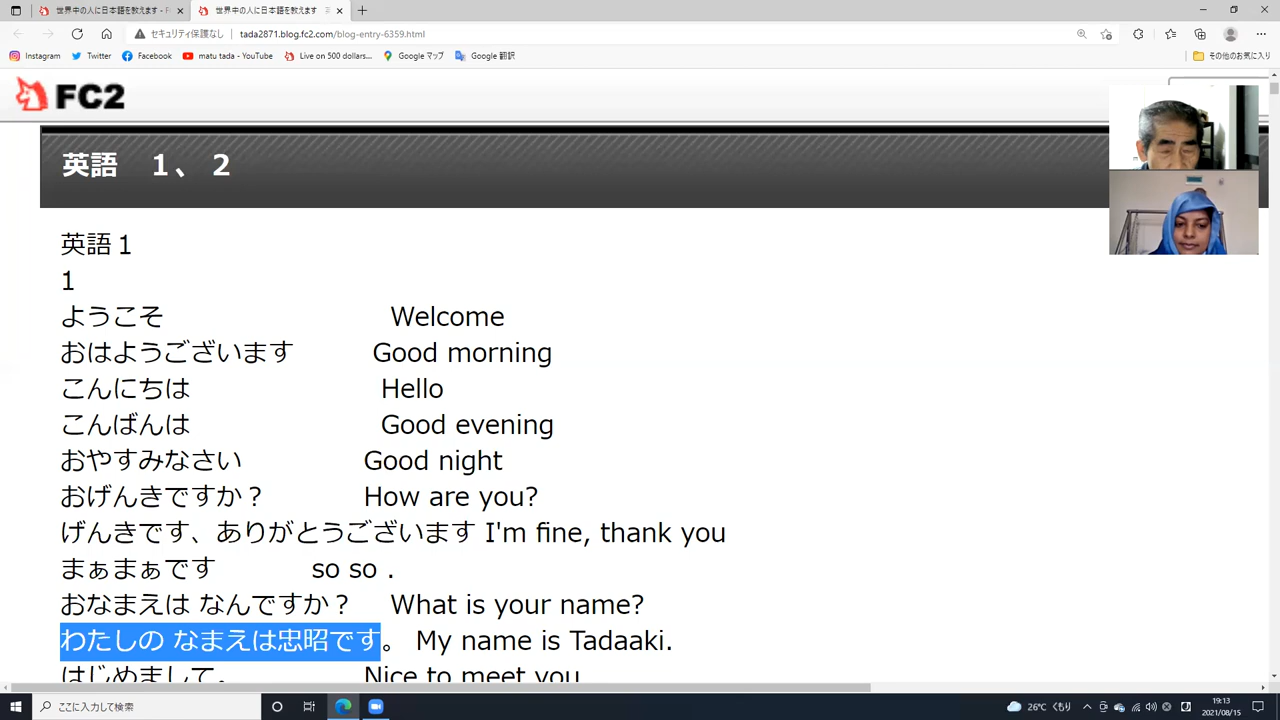 世界中の人に日本語を教えます - F
世界中の人に日本語を教えます
セキュリティ保護なし
tada2871.blog.fc2.com/blog-entry-6359.html
Instagram
Twitter
Facebook
matu tada - YouTube
Live on 500 dollars...
Google マップ
Google 翻訳
その他のお気に入り
FC2
英語 1、2
英語1
1
ようこそ Welcome
おはようございます Good morning
こんにちは Hello
こんばんは Good evening
おやすみなさい Good night
おげんきですか？ How are you?
げんきです、ありがとうございます I'm fine, thank you
まぁまぁです so so .
おなまえは なんですか？ What is your name?
わたしの なまえは忠昭です。 My name is Tadaaki.
はじめまして。 Nice to meet you
ここに入力して検索
26°C くもり
19:13
2021/08/15